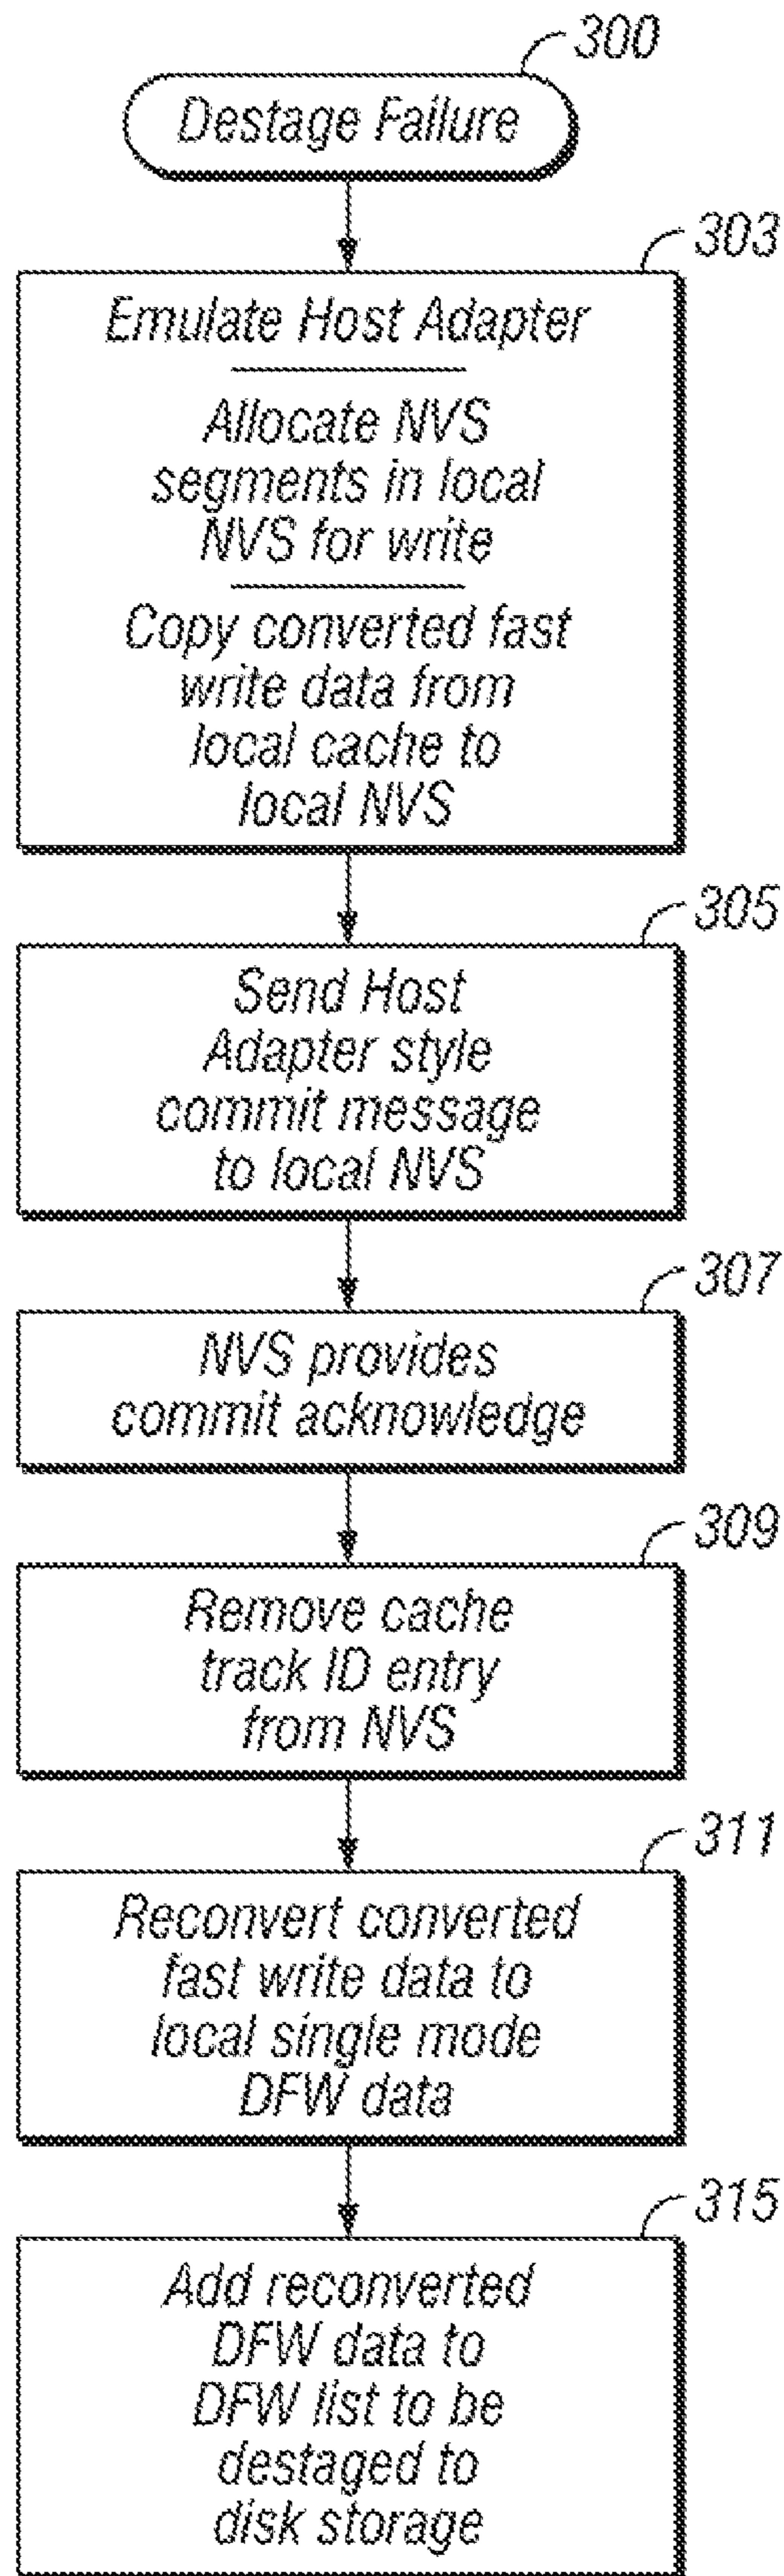 300
Destage Failure
303
Emulate Host Adapter
Allocate NVS
segments in local
NVS for write
Copy converted fast
write data from
local cache to
local NVS
305
Send Host
Adapter style
commit message
to local NVS
307
NVS provides
commit acknowledge
309
Remove cache
track ID entry
from NVS
311
Reconvert converted
fast write data to
local single mode
DFW data
315
Add reconverted
DFW data to
DFW list to be
destaged to
disk storage